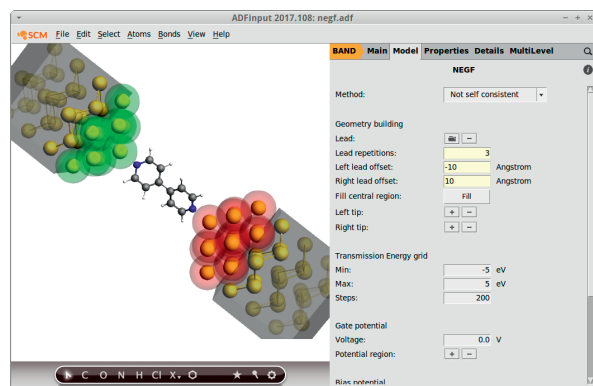 ADFinput 2017.108: negf.adf
SCM File Edit Select Atoms Bonds View Help
BAND Main Model Properties Details MultiLevel
NEGF
Method: Not self consistent
Geometry building
Lead:
Lead repetitions: 3
Left lead offset: -10 Angstrom
Right lead offset: 10 Angstrom
Fill central region: Fill
Left tip: + -
Right tip: + -
Transmission Energy grid
Min: -5 eV
Max: 5 eV
Steps: 200
Gate potential
Voltage: 0.0 V
Potential region: + -
Bias potential
C O N H Cl X.